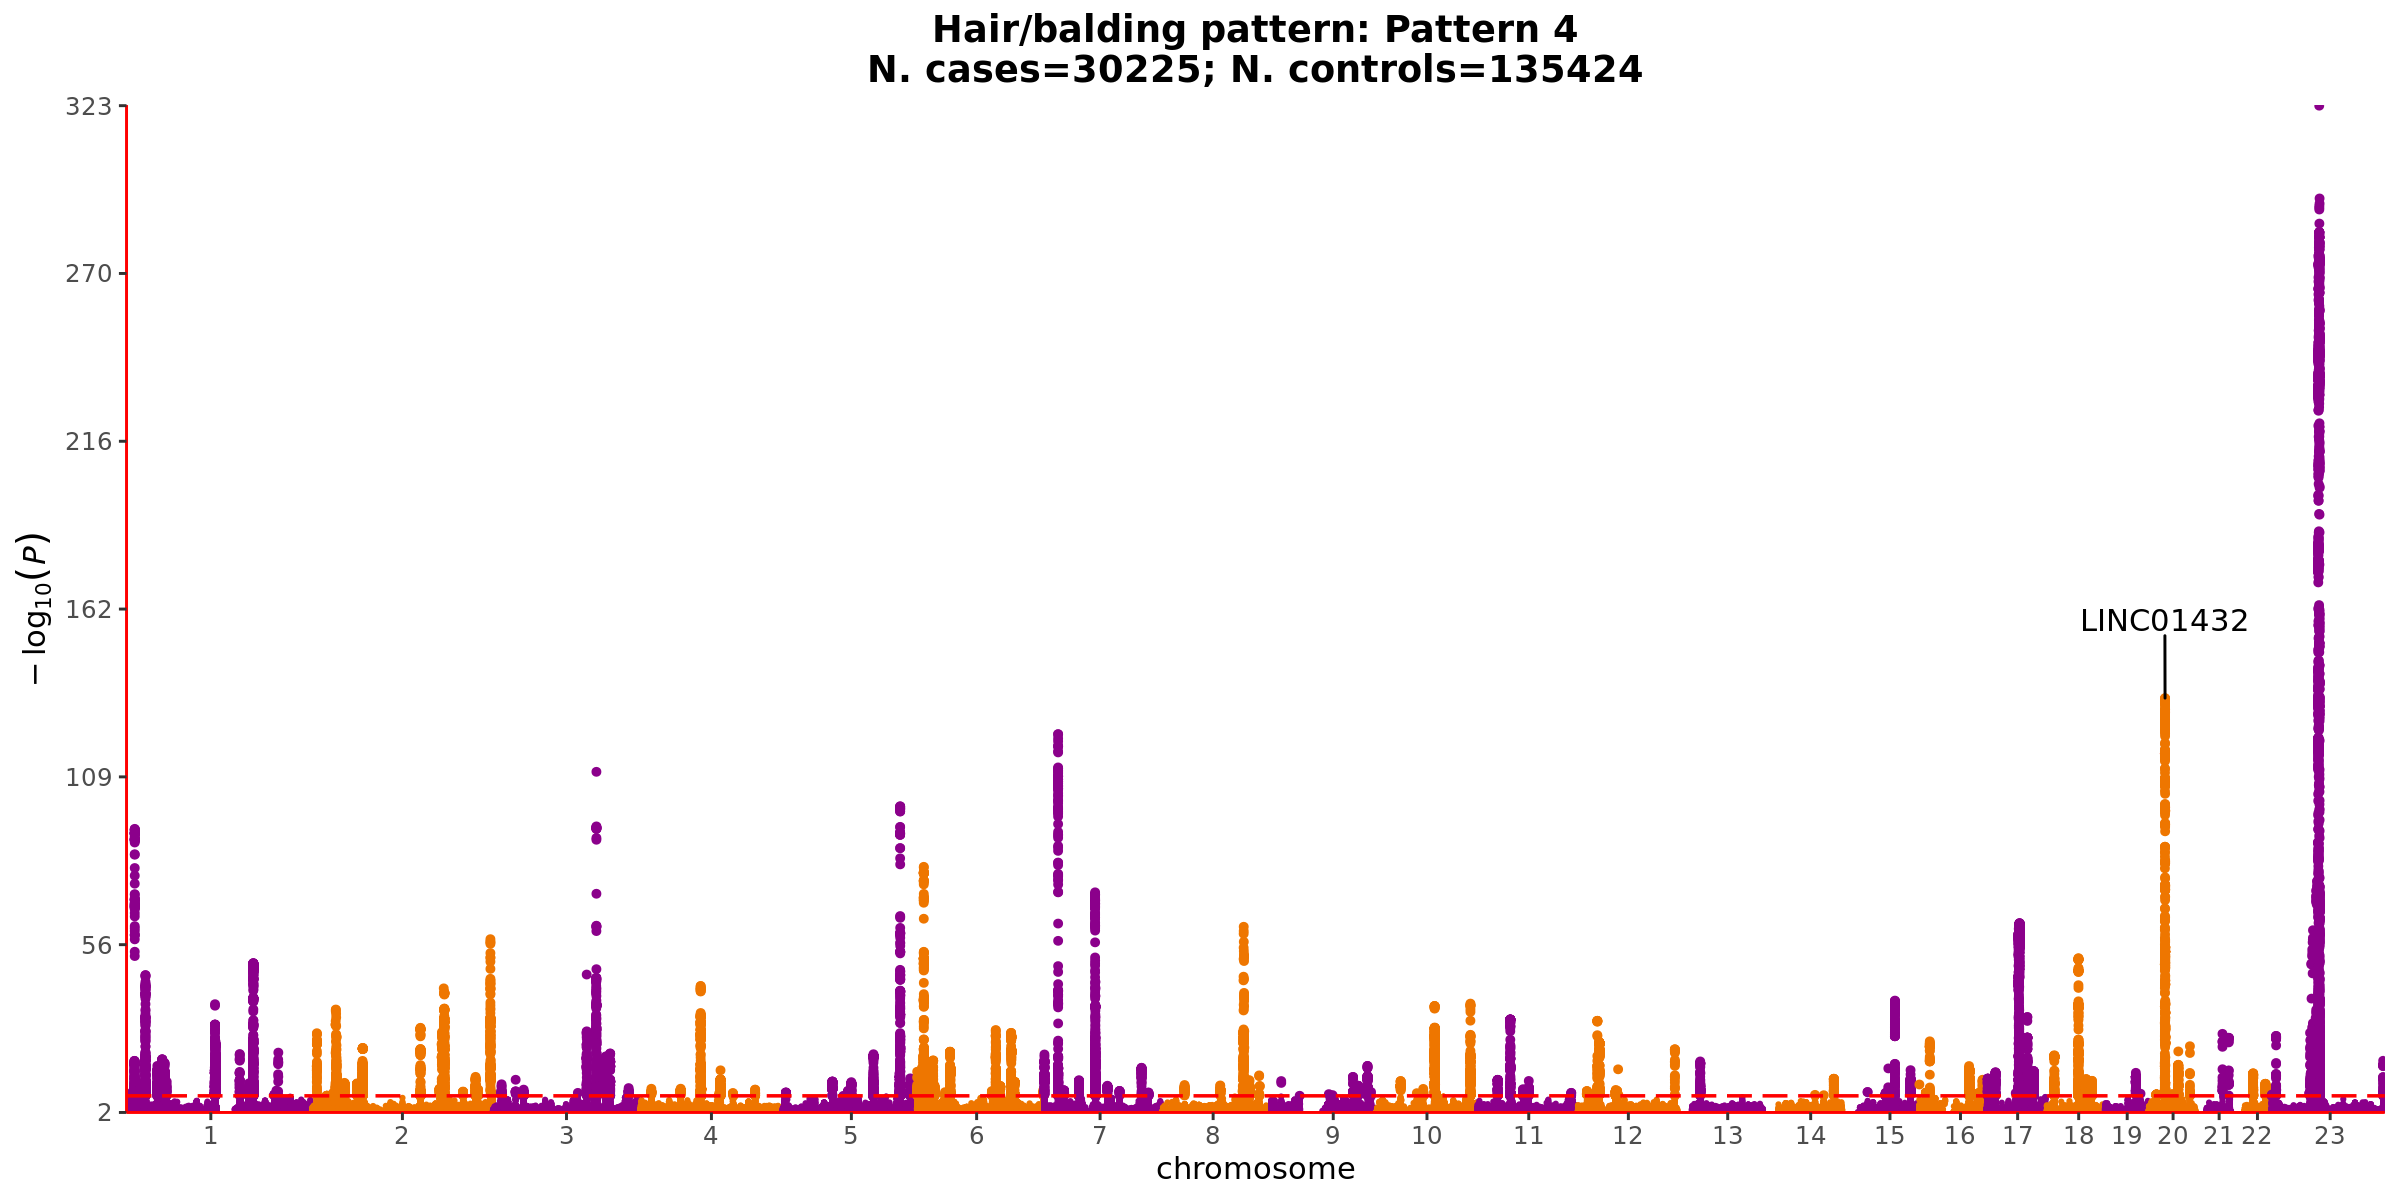 Hair/balding pattern: Pattern 4
N. cases=30225; N. controls=135424
323
270
216
162
109
56
2
−log10(P)
LINC01432
1 2 3 4 5 6 7 8 9 10 11 12 13 14 15 16 17 18 19 20 21 22 23
chromosome